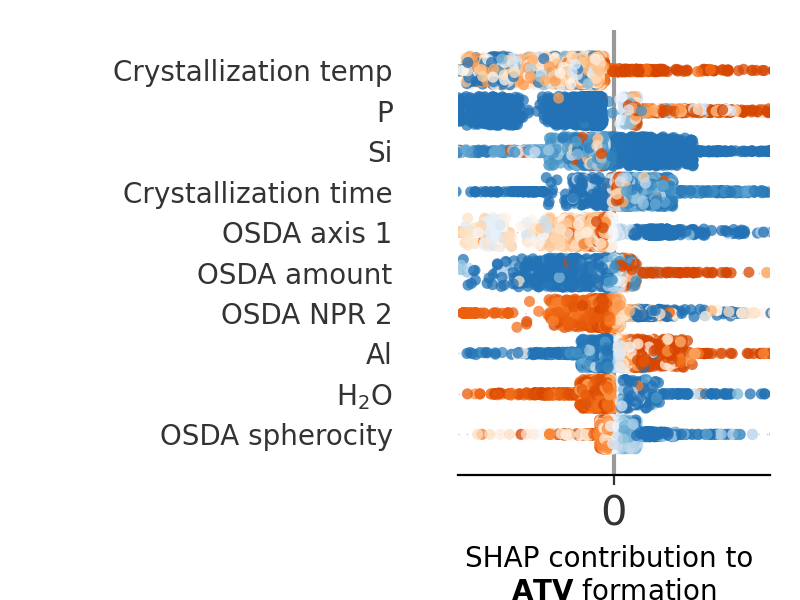 Crystallization temp
P
Si
Crystallization time
OSDA axis 1
OSDA amount
OSDA NPR 2
Al
H₂O
OSDA spherocity
0
SHAP contribution to
ATV formation